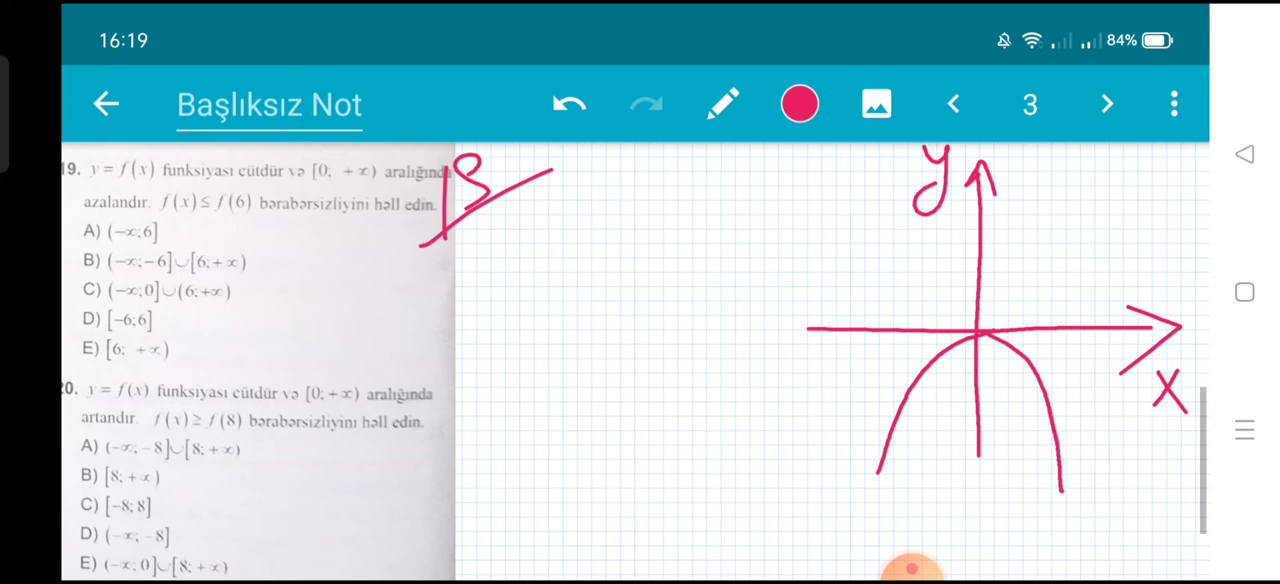 16:19
84%
Başlıksız Not
3
19. y = f(x) funksiyası cütdür və [0; +∞) aralığında
azalandır. f(x) ≤ f(6) bərabərsizliyini həll edin.
A) (−∞;6]
B) (−∞;−6]∪[6;+∞)
C) (−∞;0]∪(6;+∞)
D) [−6;6]
E) [6; +∞)
B
20. y = f(x) funksiyası cütdür və [0;+∞) aralığında
artandır. f(x) ≥ f(8) bərabərsizliyini həll edin.
A) (−∞;−8]∪[8;+∞)
B) [8;+∞)
C) [−8;8]
D) (−∞; −8]
E) (−∞;0]∪[8;+∞)
y
x